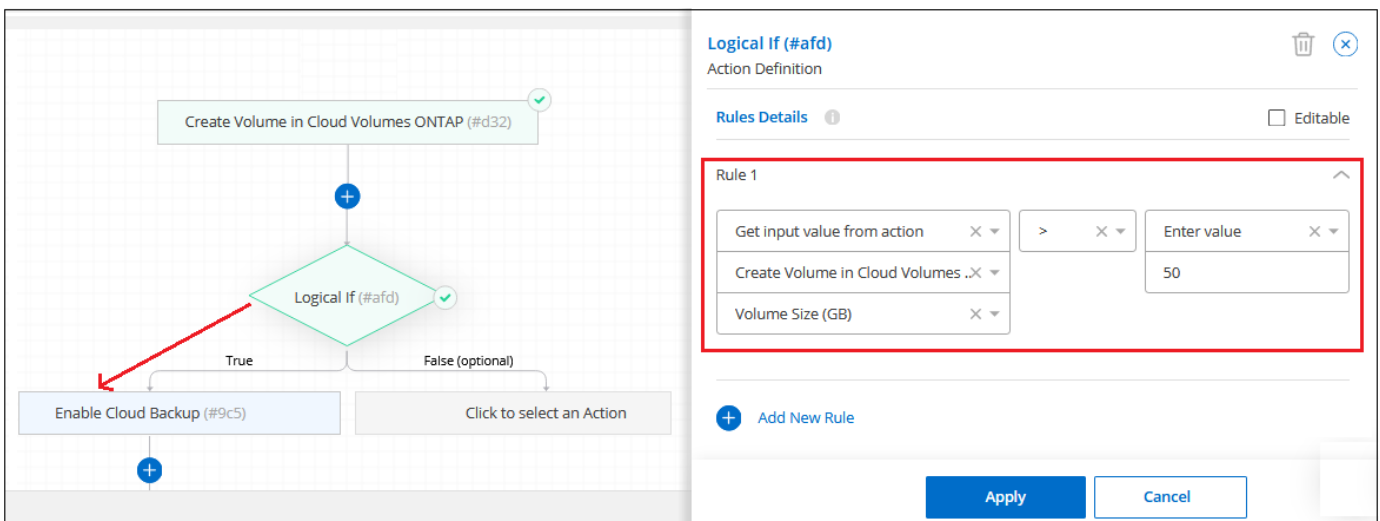 Create Volume in Cloud Volumes ONTAP (#d32)
Logical If (#afd)
True
False (optional)
Enable Cloud Backup (#9c5)
Click to select an Action
Logical If (#afd)
Action Definition
Rules Details
Editable
Rule 1
Get input value from action
>
Enter value
Create Volume in Cloud Volumes ..
50
Volume Size (GB)
Add New Rule
Apply
Cancel